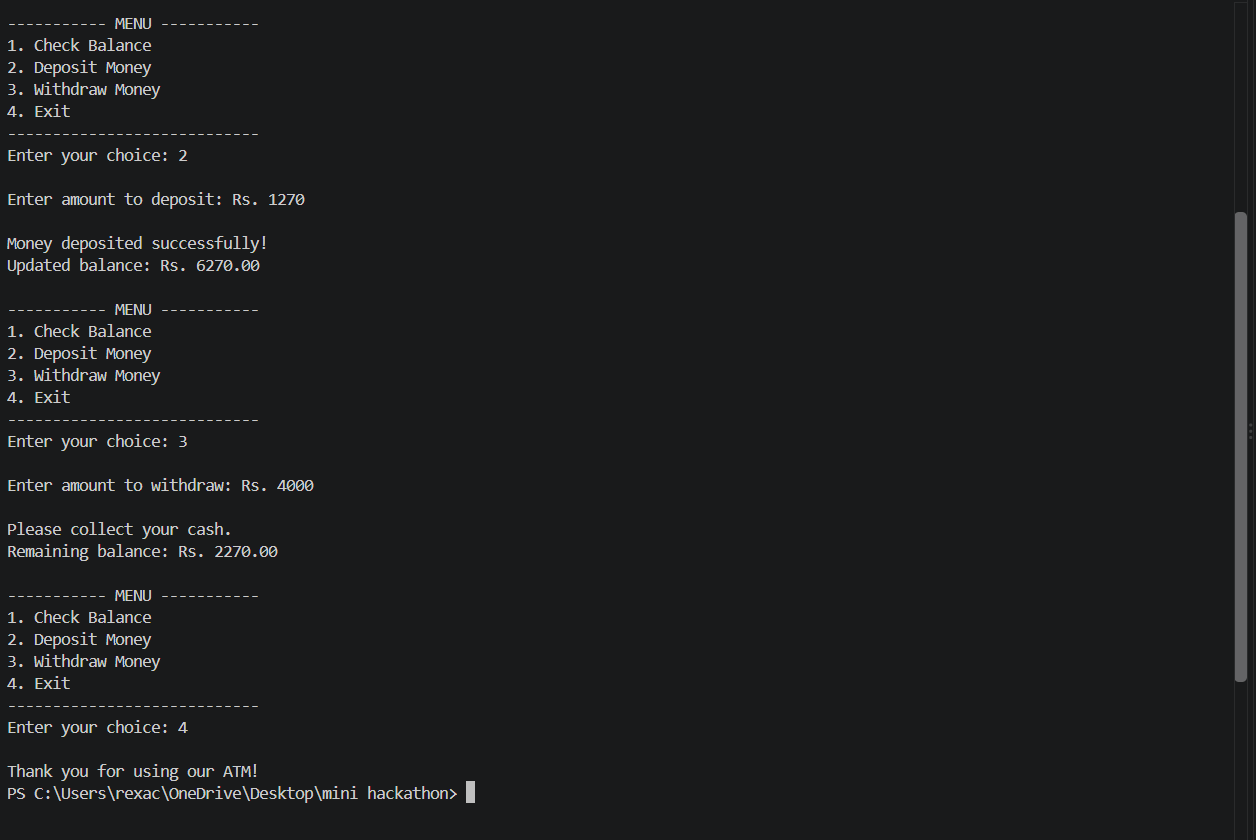 ----------- MENU -----------
1. Check Balance
2. Deposit Money
3. Withdraw Money
4. Exit
----------------------------
Enter your choice: 2
Enter amount to deposit: Rs. 1270
Money deposited successfully!
Updated balance: Rs. 6270.00
----------- MENU -----------
1. Check Balance
2. Deposit Money
3. Withdraw Money
4. Exit
----------------------------
Enter your choice: 3
Enter amount to withdraw: Rs. 4000
Please collect your cash.
Remaining balance: Rs. 2270.00
----------- MENU -----------
1. Check Balance
2. Deposit Money
3. Withdraw Money
4. Exit
----------------------------
Enter your choice: 4
Thank you for using our ATM!
PS C:\Users\rexac\OneDrive\Desktop\mini hackathon>